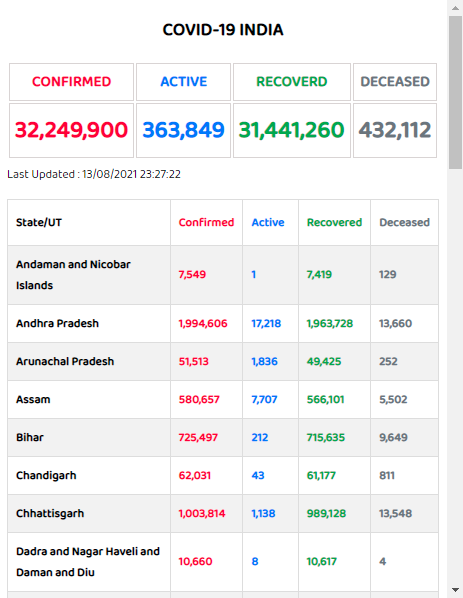 COVID-19 INDIA
CONFIRMED ACTIVE RECOVERD DECEASED
32,249,900 363,849 31,441,260 432,112
Last Updated : 13/08/2021 23:27:22
State/UT Confirmed Active Recovered Deceased
Andaman and Nicobar
Islands 7,549 1 7,419 129
Andhra Pradesh 1,994,606 17,218 1,963,728 13,660
Arunachal Pradesh 51,513 1,836 49,425 252
Assam 580,657 7,707 566,101 5,502
Bihar 725,497 212 715,635 9,649
Chandigarh 62,031 43 61,177 811
Chhattisgarh 1,003,814 1,138 989,128 13,548
Dadra and Nagar Haveli and
Daman and Diu 10,660 8 10,617 4